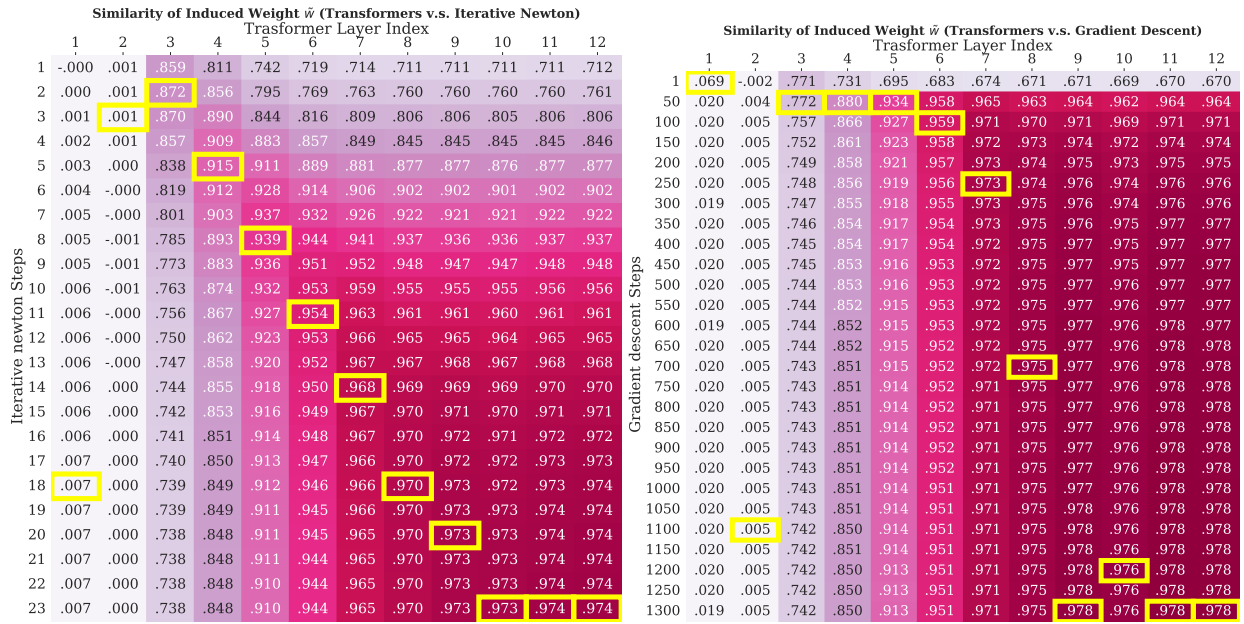 Similarity of Induced Weight w̃ (Transformers v.s. Iterative Newton)
Trasformer Layer Index
1 2 3 4 5 6 7 8 9 10 11 12
Iterative newton Steps
1 -.000 .001 .859 .811 .742 .719 .714 .711 .711 .711 .711 .712
2 .000 .001 .872 .856 .795 .769 .763 .760 .760 .760 .760 .761
3 .001 .001 .870 .890 .844 .816 .809 .806 .806 .805 .806 .806
4 .002 .001 .857 .909 .883 .857 .849 .845 .845 .845 .845 .846
5 .003 .000 .838 .915 .911 .889 .881 .877 .877 .876 .877 .877
6 .004 -.000 .819 .912 .928 .914 .906 .902 .902 .901 .902 .902
7 .005 -.000 .801 .903 .937 .932 .926 .922 .921 .921 .922 .922
8 .005 -.001 .785 .893 .939 .944 .941 .937 .936 .936 .936 .937
9 .005 -.001 .773 .883 .936 .951 .952 .948 .947 .947 .948 .948
10 .006 -.001 .763 .874 .932 .953 .959 .955 .955 .955 .955 .956
11 .006 -.000 .756 .867 .927 .954 .963 .961 .961 .960 .961 .961
12 .006 -.000 .750 .862 .923 .953 .966 .965 .965 .964 .965 .965
13 .006 -.000 .747 .858 .920 .952 .967 .967 .968 .967 .968 .968
14 .006 .000 .744 .855 .918 .950 .968 .969 .969 .969 .970 .970
15 .006 .000 .742 .853 .916 .949 .967 .970 .971 .970 .971 .971
16 .006 .000 .741 .851 .914 .948 .967 .970 .972 .971 .972 .972
17 .007 .000 .740 .850 .913 .947 .966 .970 .972 .972 .973 .973
18 .007 .000 .739 .849 .912 .946 .966 .970 .973 .972 .973 .974
19 .007 .000 .739 .849 .911 .945 .966 .970 .973 .973 .974 .974
20 .007 .000 .738 .848 .911 .945 .965 .970 .973 .973 .974 .974
21 .007 .000 .738 .848 .911 .944 .965 .970 .973 .973 .974 .974
22 .007 .000 .738 .848 .910 .944 .965 .970 .973 .973 .974 .974
23 .007 .000 .738 .848 .910 .944 .965 .970 .973 .973 .974 .974
Similarity of Induced Weight w̃ (Transformers v.s. Gradient Descent)
Trasformer Layer Index
1 2 3 4 5 6 7 8 9 10 11 12
Gradient descent Steps
1 .069 -.002 .771 .731 .695 .683 .674 .671 .671 .669 .670 .670
50 .020 .004 .772 .880 .934 .958 .965 .963 .964 .962 .964 .964
100 .020 .005 .757 .866 .927 .959 .971 .970 .971 .969 .971 .971
150 .020 .005 .752 .861 .923 .958 .972 .973 .974 .972 .974 .974
200 .020 .005 .749 .858 .921 .957 .973 .974 .975 .973 .975 .975
250 .020 .005 .748 .856 .919 .956 .973 .974 .976 .974 .976 .976
300 .019 .005 .747 .855 .918 .955 .973 .975 .976 .974 .976 .976
350 .020 .005 .746 .854 .917 .954 .973 .975 .976 .975 .977 .977
400 .020 .005 .745 .854 .917 .954 .972 .975 .977 .975 .977 .977
450 .020 .005 .745 .853 .916 .953 .972 .975 .977 .975 .977 .977
500 .020 .005 .744 .853 .916 .953 .972 .975 .977 .976 .977 .977
550 .020 .005 .744 .852 .915 .953 .972 .975 .977 .976 .977 .977
600 .019 .005 .744 .852 .915 .953 .972 .975 .977 .976 .978 .977
650 .020 .005 .744 .852 .915 .952 .972 .975 .977 .976 .978 .977
700 .020 .005 .743 .851 .915 .952 .972 .975 .977 .976 .978 .978
750 .020 .005 .743 .851 .914 .952 .971 .975 .977 .976 .978 .978
800 .020 .005 .743 .851 .914 .952 .971 .975 .977 .976 .978 .978
850 .020 .005 .743 .851 .914 .952 .971 .975 .977 .976 .978 .978
900 .020 .005 .743 .851 .914 .952 .971 .975 .977 .976 .978 .978
950 .020 .005 .743 .851 .914 .952 .971 .975 .977 .976 .978 .978
1000 .020 .005 .743 .851 .914 .951 .971 .975 .977 .976 .978 .978
1050 .020 .005 .743 .851 .914 .951 .971 .975 .977 .976 .978 .978
1100 .020 .005 .742 .850 .914 .951 .971 .975 .978 .976 .978 .978
1150 .020 .005 .742 .851 .914 .951 .971 .975 .978 .976 .978 .978
1200 .020 .005 .742 .850 .913 .951 .971 .975 .978 .976 .978 .978
1250 .020 .005 .742 .850 .913 .951 .971 .975 .978 .976 .978 .978
1300 .019 .005 .742 .850 .913 .951 .971 .975 .978 .976 .978 .978